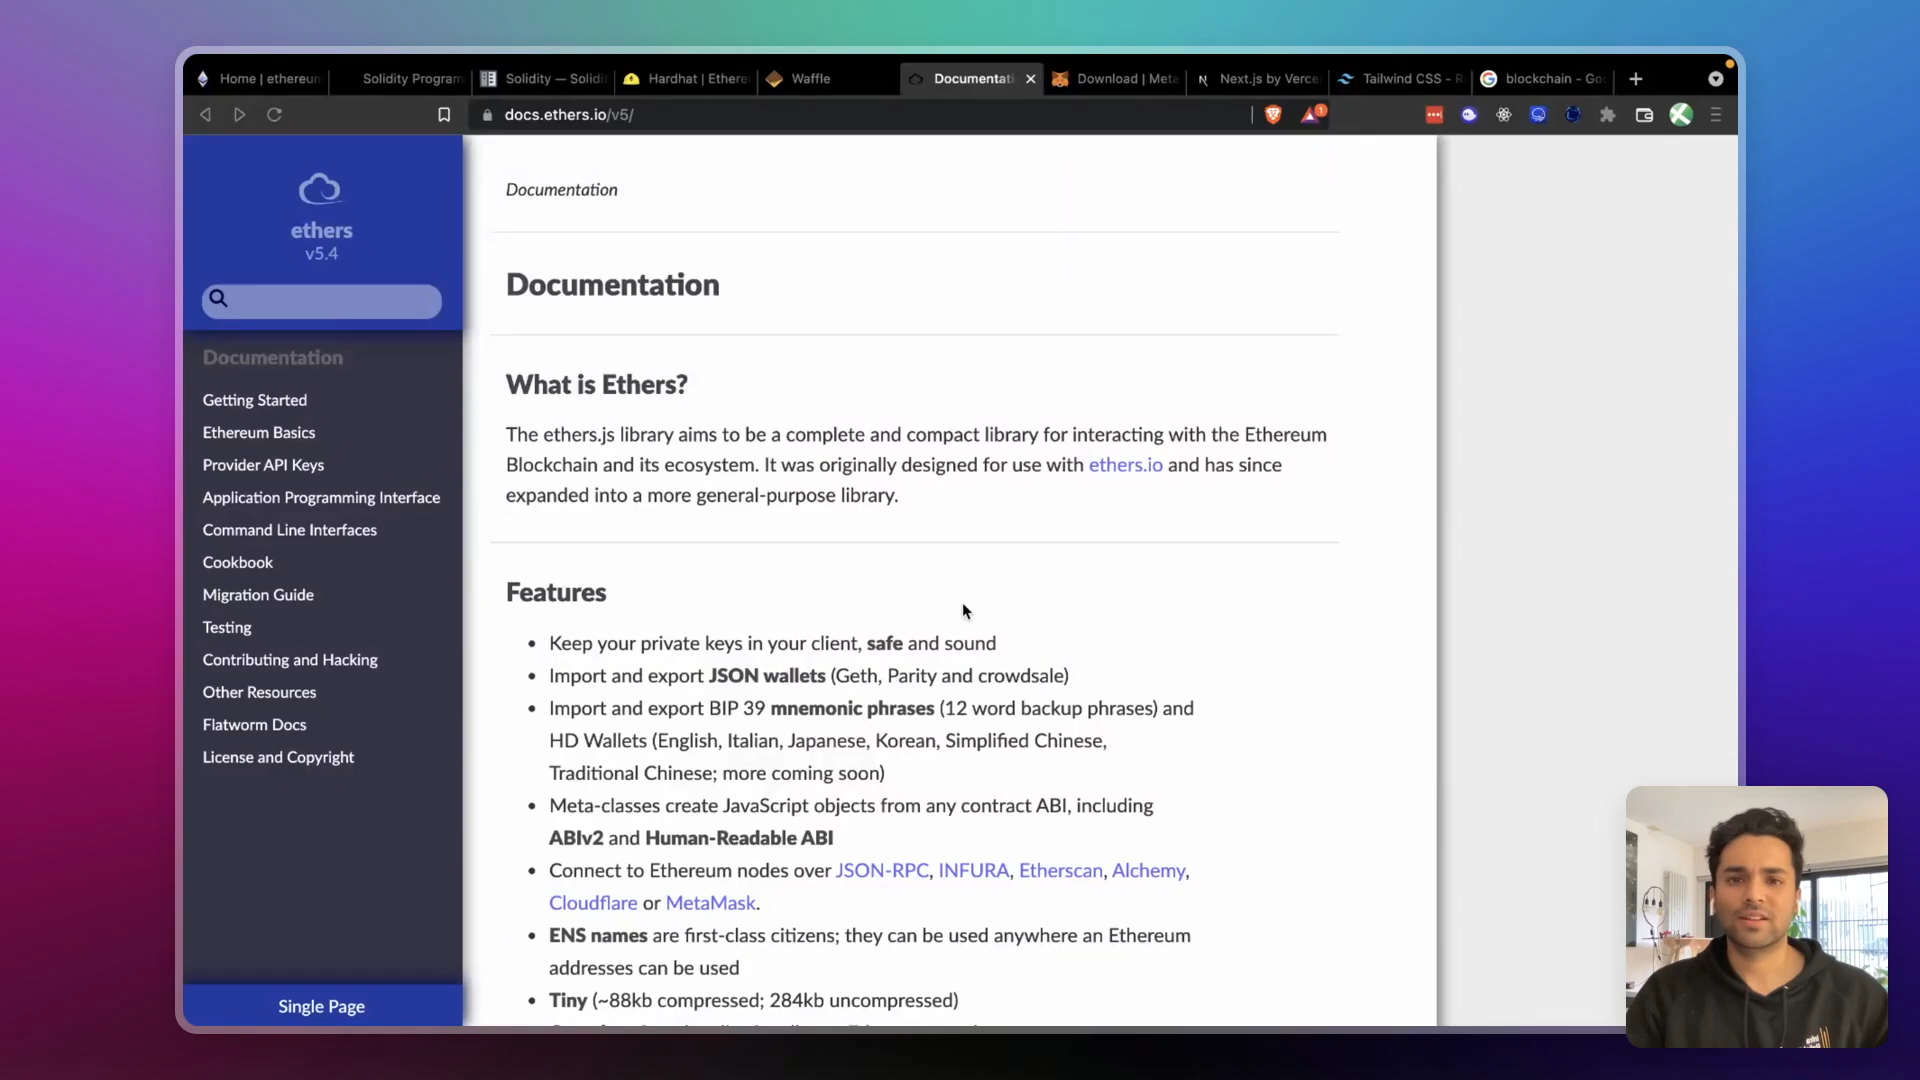 Home | ethereum
Solidity Program
Solidity — Solidi
Hardhat | Ethere
Waffle
Documentati
Download | Meta
Next.js by Verce
Tailwind CSS - R
blockchain - Goo
docs.ethers.io/v5/
1
ethers
v5.4
Documentation
Getting Started
Ethereum Basics
Provider API Keys
Application Programming Interface
Command Line Interfaces
Cookbook
Migration Guide
Testing
Contributing and Hacking
Other Resources
Flatworm Docs
License and Copyright
Single Page
Documentation
Documentation
What is Ethers?
The ethers.js library aims to be a complete and compact library for interacting with the Ethereum
Blockchain and its ecosystem. It was originally designed for use with ethers.io and has since
expanded into a more general-purpose library.
Features
• Keep your private keys in your client, safe and sound
• Import and export JSON wallets (Geth, Parity and crowdsale)
• Import and export BIP 39 mnemonic phrases (12 word backup phrases) and
HD Wallets (English, Italian, Japanese, Korean, Simplified Chinese,
Traditional Chinese; more coming soon)
• Meta-classes create JavaScript objects from any contract ABI, including
ABIv2 and Human-Readable ABI
• Connect to Ethereum nodes over JSON-RPC, INFURA, Etherscan, Alchemy,
Cloudflare or MetaMask.
• ENS names are first-class citizens; they can be used anywhere an Ethereum
addresses can be used
• Tiny (~88kb compressed; 284kb uncompressed)